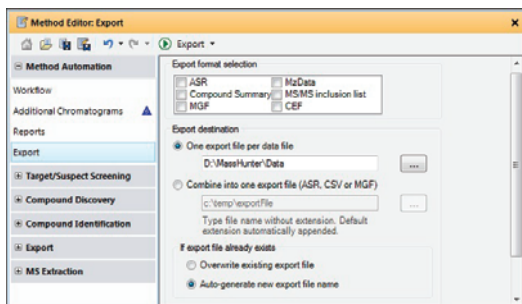 Method Editor: Export
Export
Method Automation
Workflow
Additional Chromatograms
Reports
Export
Target/Suspect Screening
Compound Discovery
Compound Identification
Export
MS Extraction
Export format selection
ASR MzData
Compound Summary MS/MS inclusion list
MGF CEF
Export destination
One export file per data file
D:\MassHunter\Data ...
Combine into one export file (ASR, CSV or MGF)
c:\temp\exportFile ...
Type file name without extension. Default
extension automatically appended.
If export file already exists
Overwrite existing export file
Auto-generate new export file name